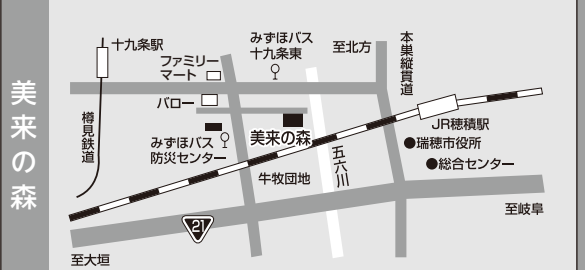 美来の森
十九条駅
ファミリー
マート
バロー
みずほバス
十九条東
至北方
本巣縦貫道
樽見鉄道
みずほバス
防災センター
美来の森
JR穂積駅
瑞穂市役所
総合センター
五六川
牛牧団地
21
至大垣
至岐阜